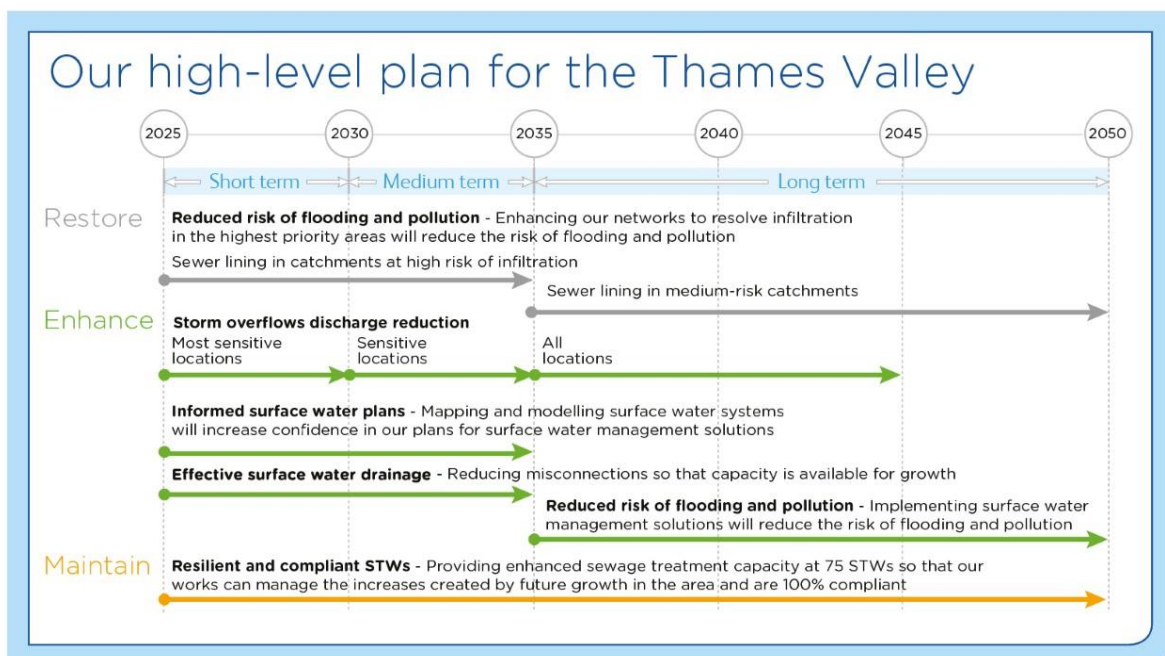 Our high-level plan for the Thames Valley
2025 2030 2035 2040 2045 2050
Short term Medium term Long term
Restore
Reduced risk of flooding and pollution - Enhancing our networks to resolve infiltration
in the highest priority areas will reduce the risk of flooding and pollution
Sewer lining in catchments at high risk of infiltration
Sewer lining in medium-risk catchments
Enhance
Storm overflows discharge reduction
Most sensitive
locations
Sensitive
locations
All
locations
Informed surface water plans - Mapping and modelling surface water systems
will increase confidence in our plans for surface water management solutions
Effective surface water drainage - Reducing misconnections so that capacity is available for growth
Reduced risk of flooding and pollution - Implementing surface water
management solutions will reduce the risk of flooding and pollution
Maintain
Resilient and compliant STWs - Providing enhanced sewage treatment capacity at 75 STWs so that our
works can manage the increases created by future growth in the area and are 100% compliant